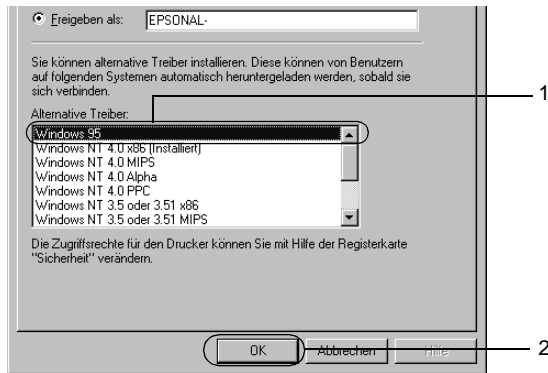 Freigeben als: EPSONAL-
Sie können alternative Treiber installieren. Diese können von Benutzern
auf folgenden Systemen automatisch heruntergeladen werden, sobald sie
sich verbinden.
1
Alternative Treiber:
Windows 95
Windows NT 4.0 x86 (Installiert)
Windows NT 4.0 MIPS
Windows NT 4.0 Alpha
Windows NT 4.0 PPC
Windows NT 3.5 oder 3.51 x86
Windows NT 3.5 oder 3.51 MIPS
Die Zugriffsrechte für den Drucker können Sie mit Hilfe der Registerkarte
"Sicherheit" verändern.
OK Abbrechen Hilfe 2